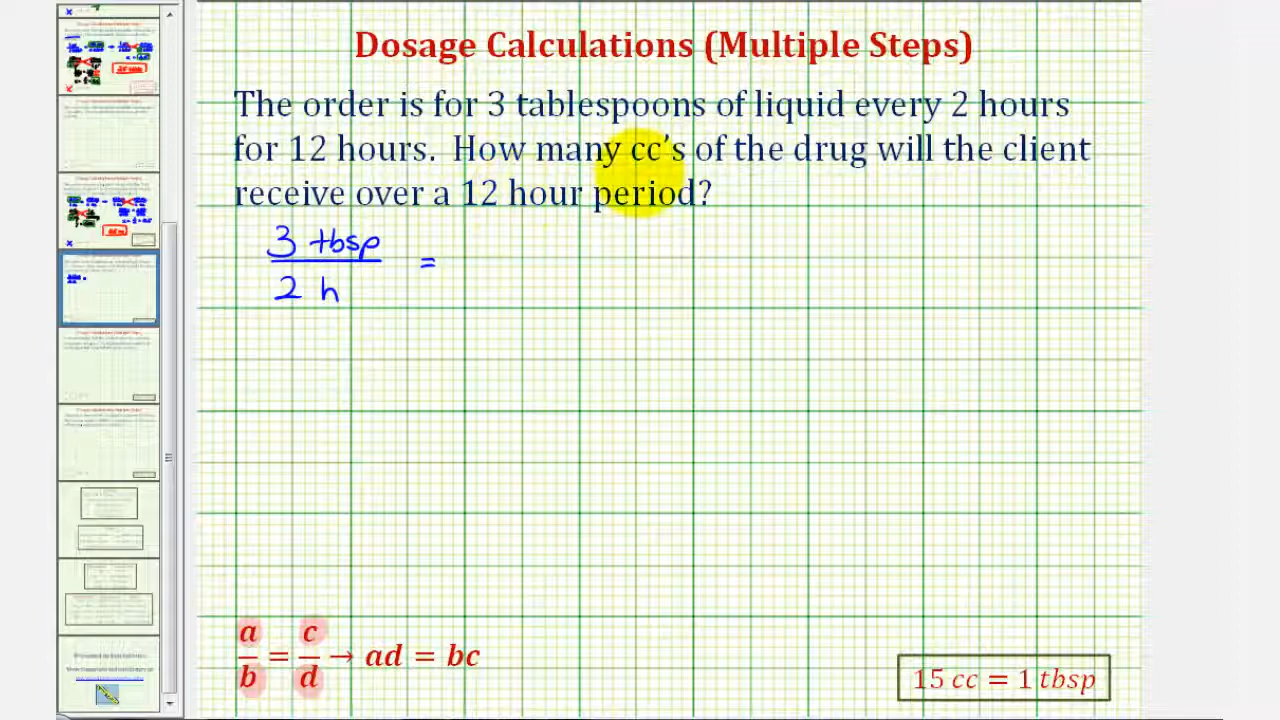 Dosage Calculations (Multiple Steps)
The order is for 3 tablespoons of liquid every 2 hours
for 12 hours.  How many cc's of the drug will the client
receive over a 12 hour period?
3 tbsp
2 h
=
a/b = c/d → ad = bc
15 cc = 1 tbsp